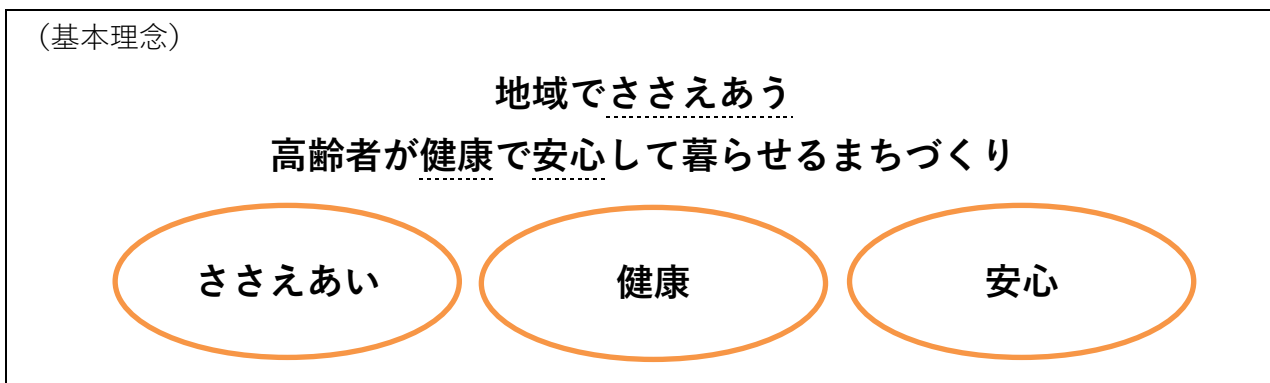 （基本理念）
地域でささえあう
高齢者が健康で安心して暮らせるまちづくり
ささえあい
健康
安心